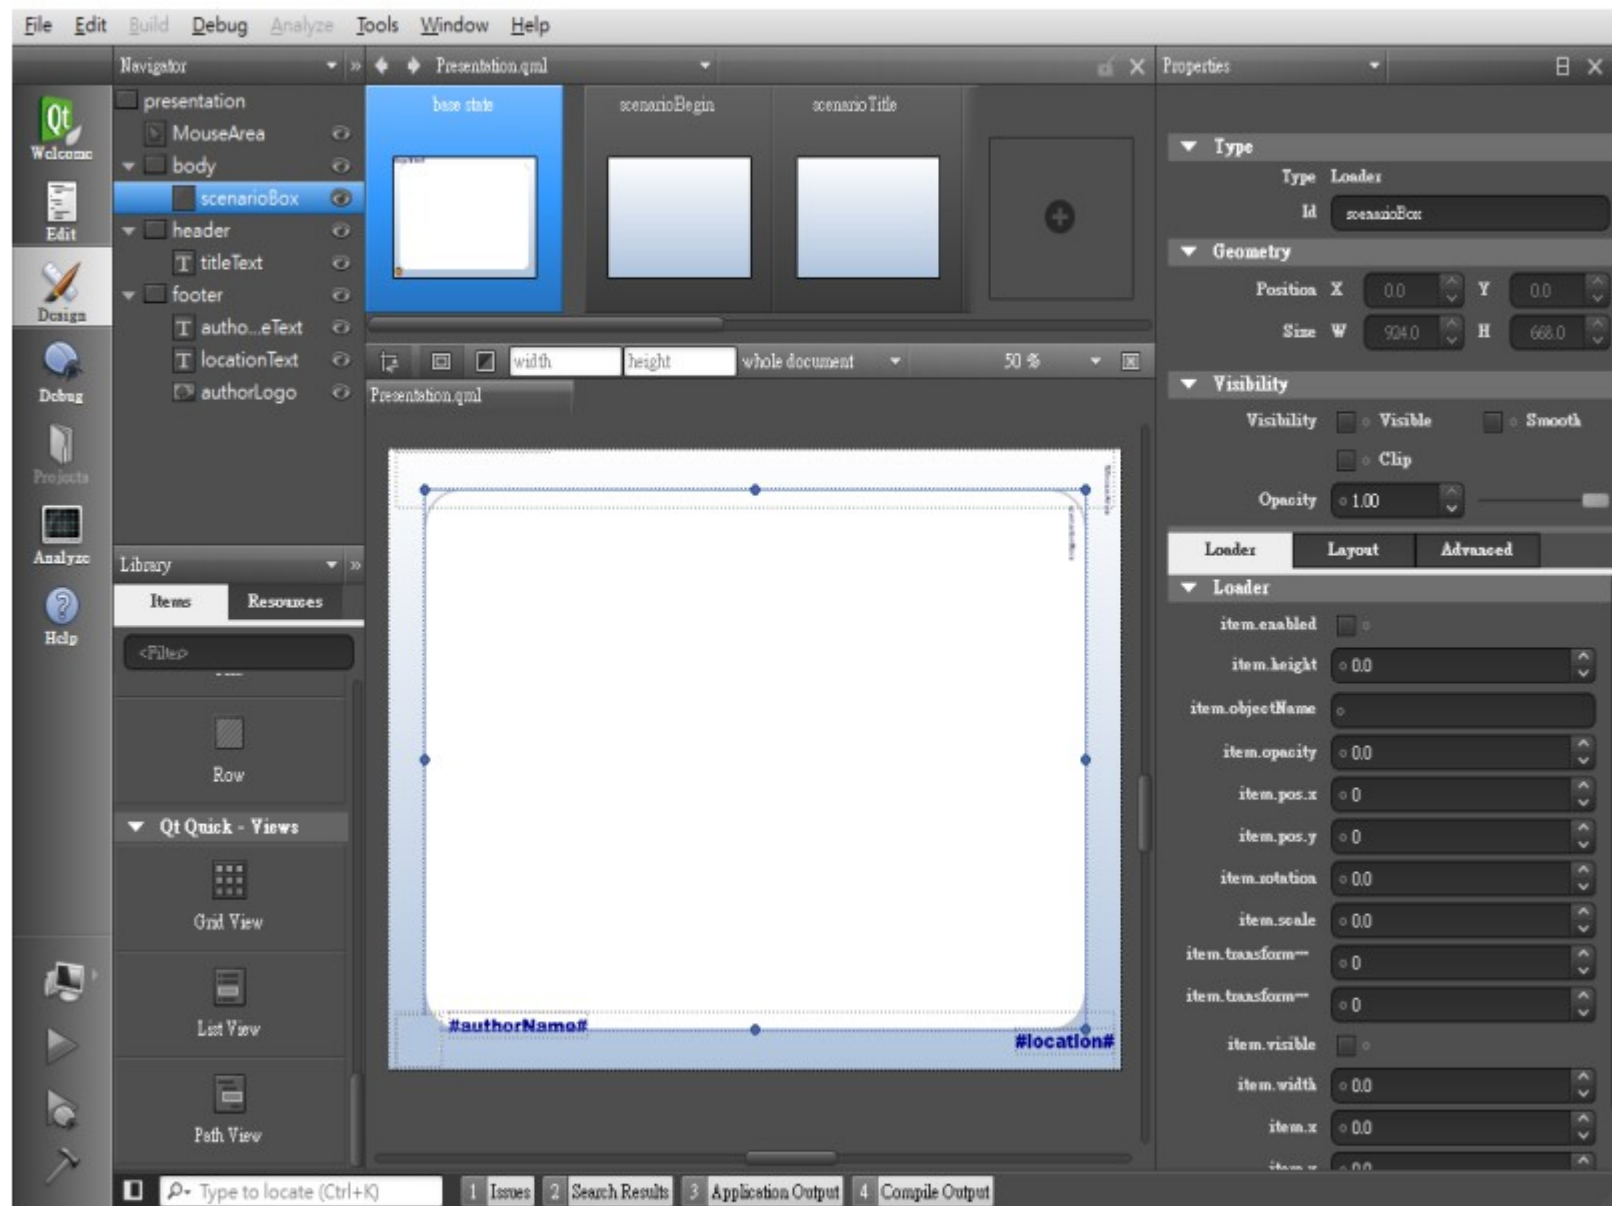 File Edit Build Debug Analyze Tools Window Help
Navigator
Presentation.qml
Properties
Welcome
Edit
Design
Debug
Projects
Analyze
Help
presentation
MouseArea
body
scenarioBox
header
titleText
footer
autho...eText
locationText
authorLogo
base state
scenarioBegin
scenarioTitle
width height whole document 50 %
Presentation.qml
#authorName#
#location#
Library
Items Resources
<Filter>
Row
Qt Quick - Views
Grid View
List View
Path View
Type
Type Loader
Id scenarioBox
Geometry
Position X 0.0 Y 0.0
Size W 924.0 H 668.0
Visibility
Visibility Visible Smooth
Clip
Opacity 1.00
Loader Layout Advanced
Loader
item.enabled
item.height 0.0
item.objectName
item.opacity 0.0
item.pos.x 0
item.pos.y 0
item.rotation 0.0
item.scale 0.0
item.transform... 0
item.transform... 0
item.visible
item.width 0.0
item.x 0.0
Type to locate (Ctrl+K) 1 Issues 2 Search Results 3 Application Output 4 Compile Output